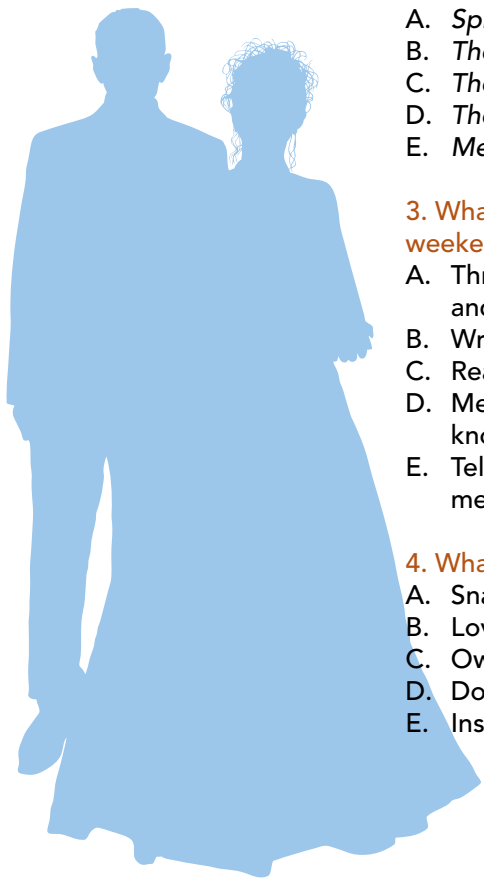 A. Sp
B. The
C. The
D. The
E. Me
3. Wha
weeke
A. Thr
and
B. Wr
C. Rea
D. Me
kno
E. Tel
me
4. Wha
A. Sna
B. Lov
C. Ow
D. Do
E. Ins